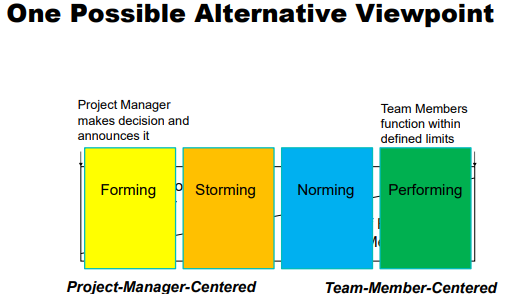 One Possible Alternative Viewpoint
Project Manager
makes decision and
announces it
Team Members
function within
defined limits
Forming
Storming
Norming
Performing
Project-Manager-Centered
Team-Member-Centered